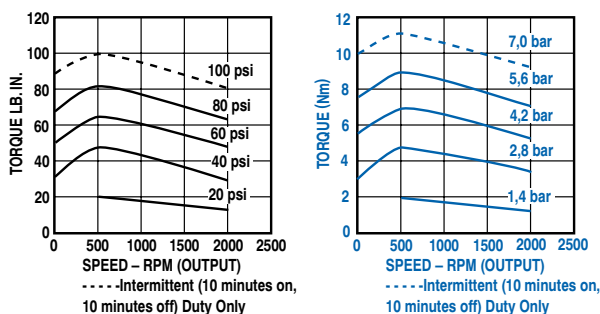 120
100
80
60
40
20
0
TORQUE LB.IN.
100 psi
80 psi
60 psi
40 psi
20 psi
0 500 1000 1500 2000 2500
SPEED – RPM (OUTPUT)
----Intermittent (10 minutes on,
10 minutes off) Duty Only
12
10
8
6
4
2
0
TORQUE (Nm)
7,0 bar
5,6 bar
4,2 bar
2,8 bar
1,4 bar
0 500 1000 1500 2000 2500
SPEED – RPM (OUTPUT)
----Intermittent (10 minutes on,
10 minutes off) Duty Only